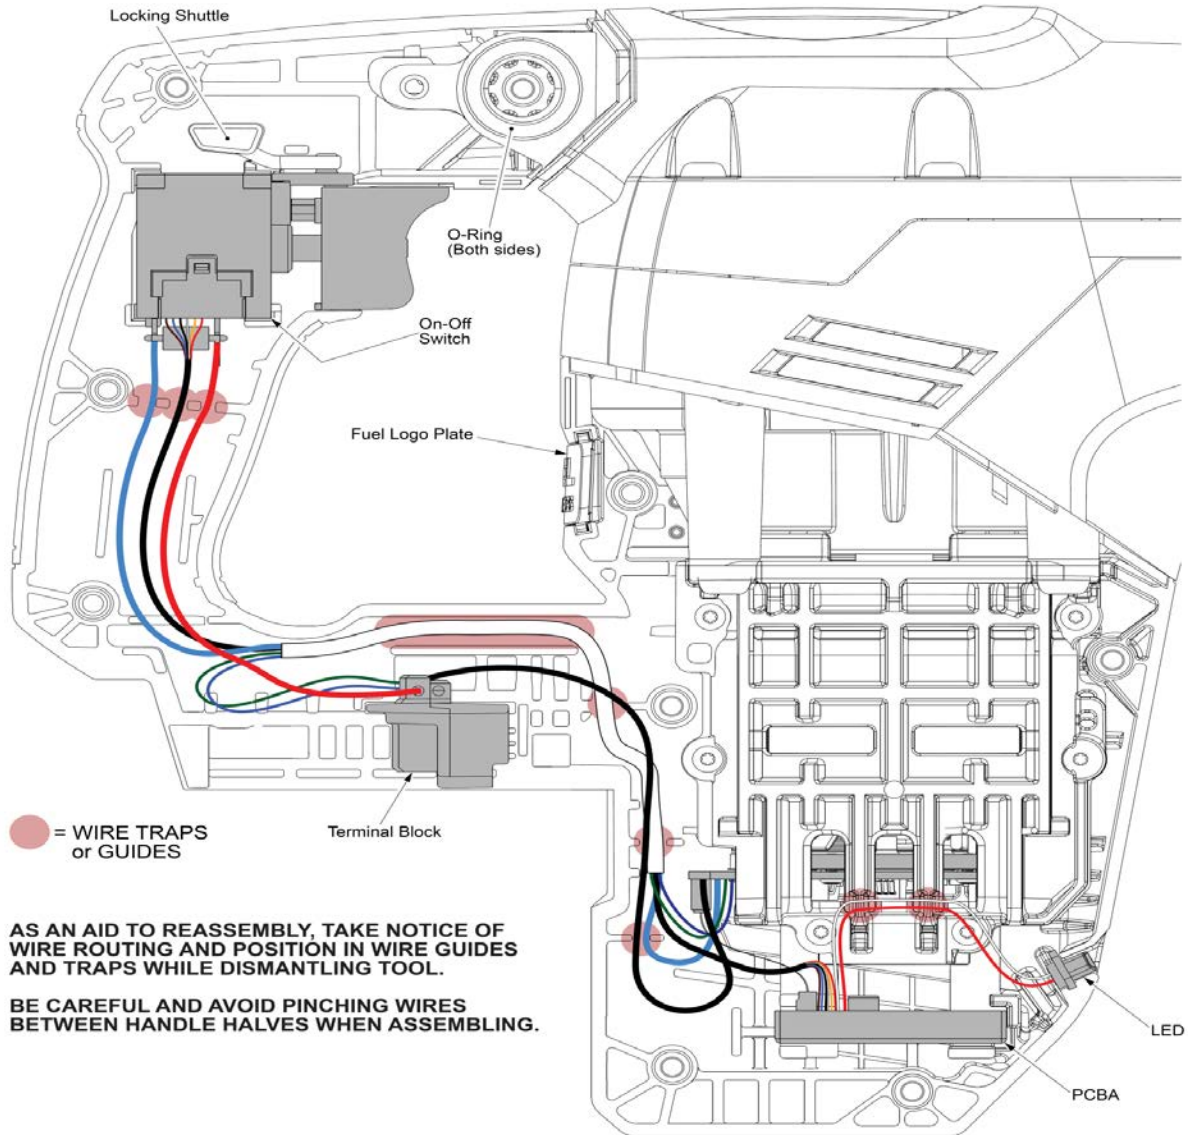 Locking Shuttle
O-Ring
(Both sides)
On-Off
Switch
Fuel Logo Plate
Terminal Block
= WIRE TRAPS
or GUIDES
AS AN AID TO REASSEMBLY, TAKE NOTICE OF
WIRE ROUTING AND POSITION IN WIRE GUIDES
AND TRAPS WHILE DISMANTLING TOOL.
BE CAREFUL AND AVOID PINCHING WIRES
BETWEEN HANDLE HALVES WHEN ASSEMBLING.
LED
PCBA